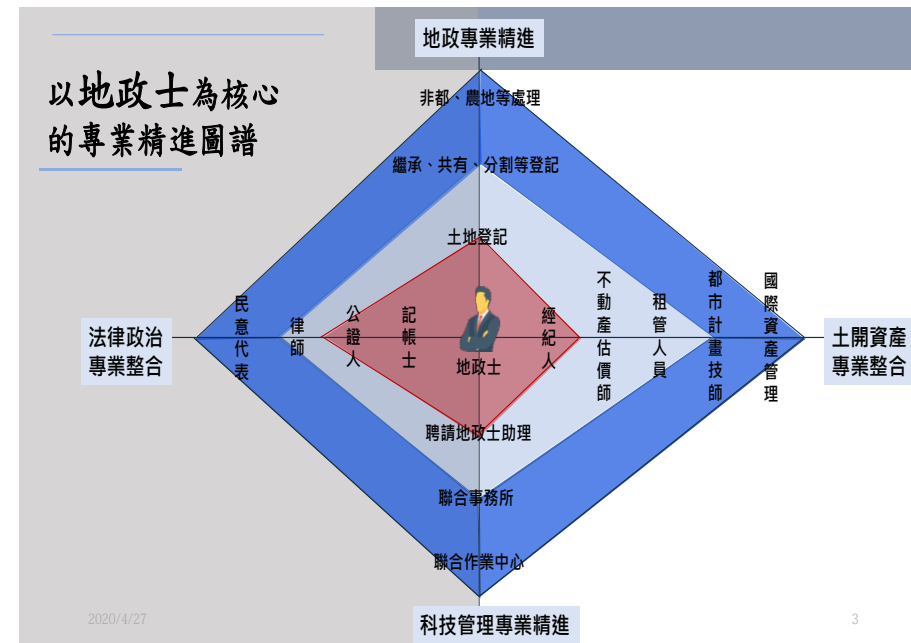 地政專業精進
以地政士為核心
的專業精進圖譜
非都、農地等處理
繼承、共有、分割等登記
土地登記
法律政治
專業整合
民意代表
律師
公證人
記帳士
地政士
經紀人
不動產估價師
租管人員
都市計畫技師
國際資產管理
土開資產
專業整合
聘請地政士助理
聯合事務所
聯合作業中心
科技管理專業精進
2020/4/27
3